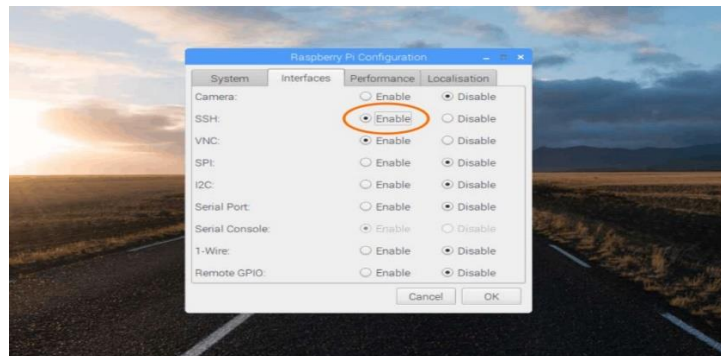 Raspberry Pi Configuration
System Interfaces Performance Localisation
Camera: Enable Disable
SSH: Enable Disable
VNC: Enable Disable
SPI: Enable Disable
I2C: Enable Disable
Serial Port: Enable Disable
Serial Console: Enable Disable
1-Wire: Enable Disable
Remote GPIO: Enable Disable
Cancel OK